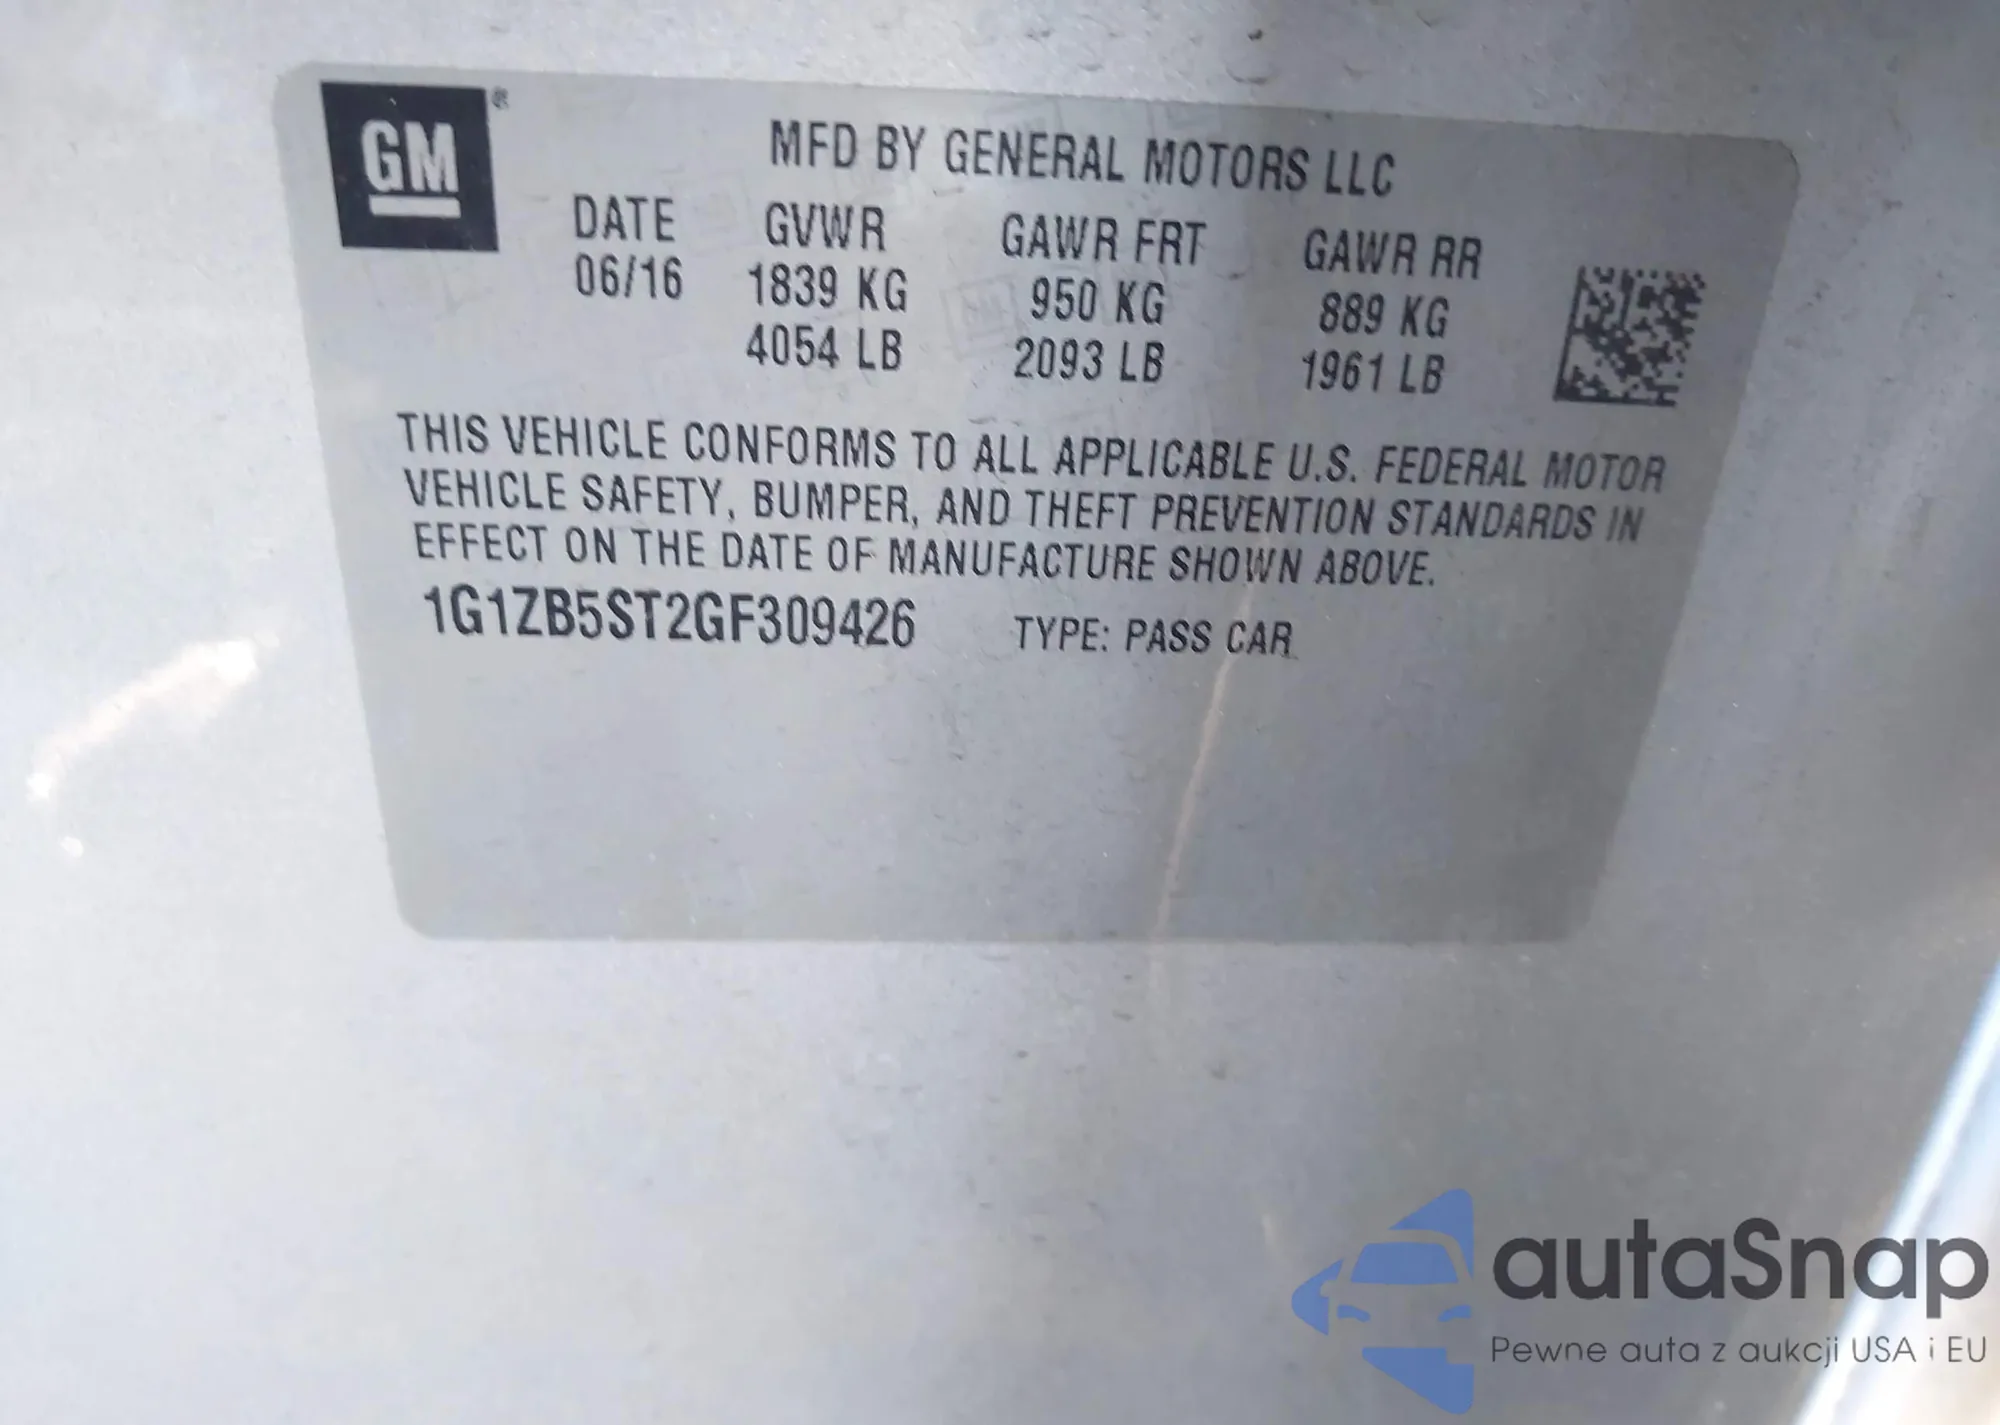 GM
MFD BY GENERAL MOTORS LLC
DATE GVWR GAWR FRT GAWR RR
06/16 1839 KG 950 KG 889 KG
4054 LB 2093 LB 1961 LB
THIS VEHICLE CONFORMS TO ALL APPLICABLE U.S. FEDERAL MOTOR
VEHICLE SAFETY, BUMPER, AND THEFT PREVENTION STANDARDS IN
EFFECT ON THE DATE OF MANUFACTURE SHOWN ABOVE.
1G1ZB5ST2GF309426 TYPE: PASS CAR
autaSnap
Pewne auta z aukcji USA i EU